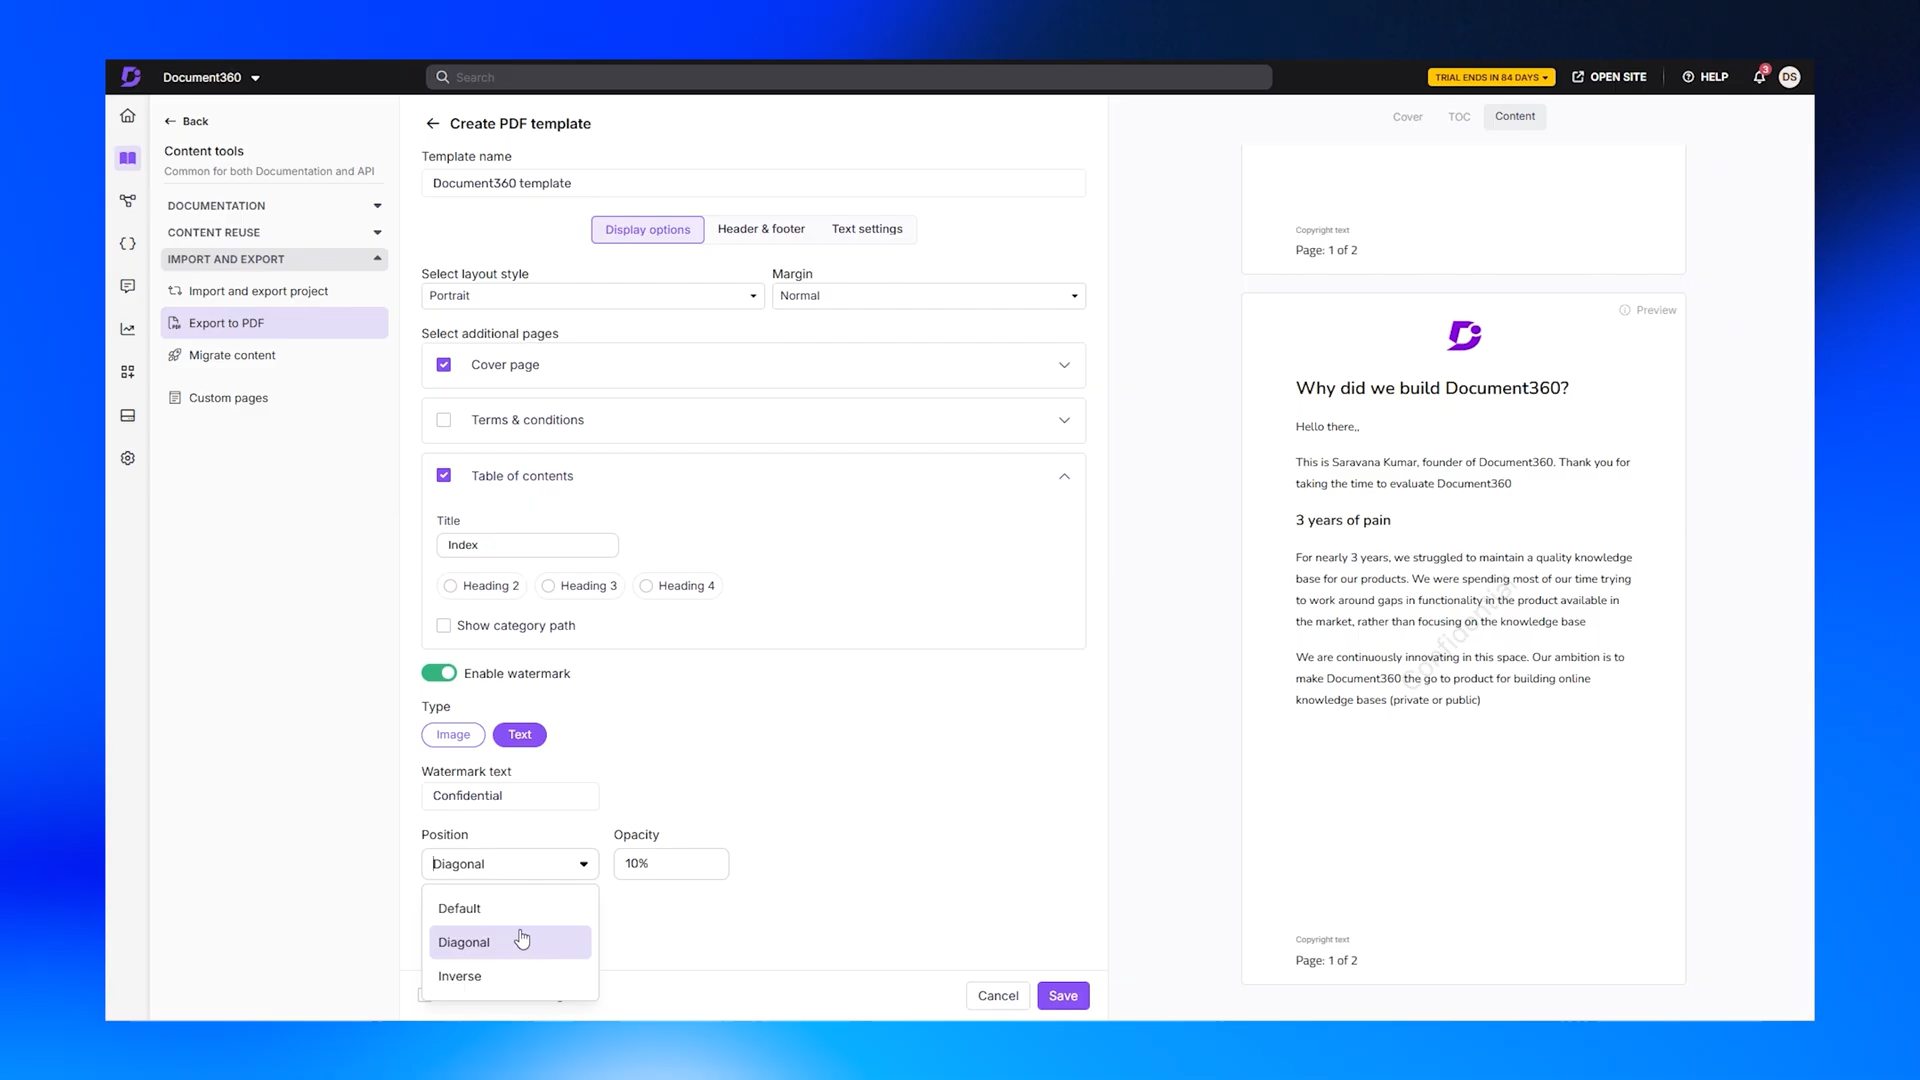 Document360
Search
TRIAL ENDS IN 84 DAYS
OPEN SITE
HELP
3
DS
Back
Content tools
Common for both Documentation and API
DOCUMENTATION
CONTENT REUSE
IMPORT AND EXPORT
Import and export project
Export to PDF
Migrate content
Custom pages
Create PDF template
Template name
Document360 template
Display options
Header & footer
Text settings
Select layout style
Margin
Portrait
Normal
Select additional pages
Cover page
Terms & conditions
Table of contents
Title
Index
Heading 2
Heading 3
Heading 4
Show category path
Enable watermark
Type
Image
Text
Watermark text
Confidential
Position
Opacity
Diagonal
10%
Default
Diagonal
Inverse
Cancel
Save
Cover
TOC
Content
Copyright text
Page: 1 of 2
Preview
Why did we build Document360?
Hello there,,
This is Saravana Kumar, founder of Document360. Thank you for
taking the time to evaluate Document360
3 years of pain
For nearly 3 years, we struggled to maintain a quality knowledge
base for our products. We were spending most of our time trying
to work around gaps in functionality in the product available in
the market, rather than focusing on the knowledge base
We are continuously innovating in this space. Our ambition is to
make Document360 the go to product for building online
knowledge bases (private or public)
Confidential
Copyright text
Page: 1 of 2